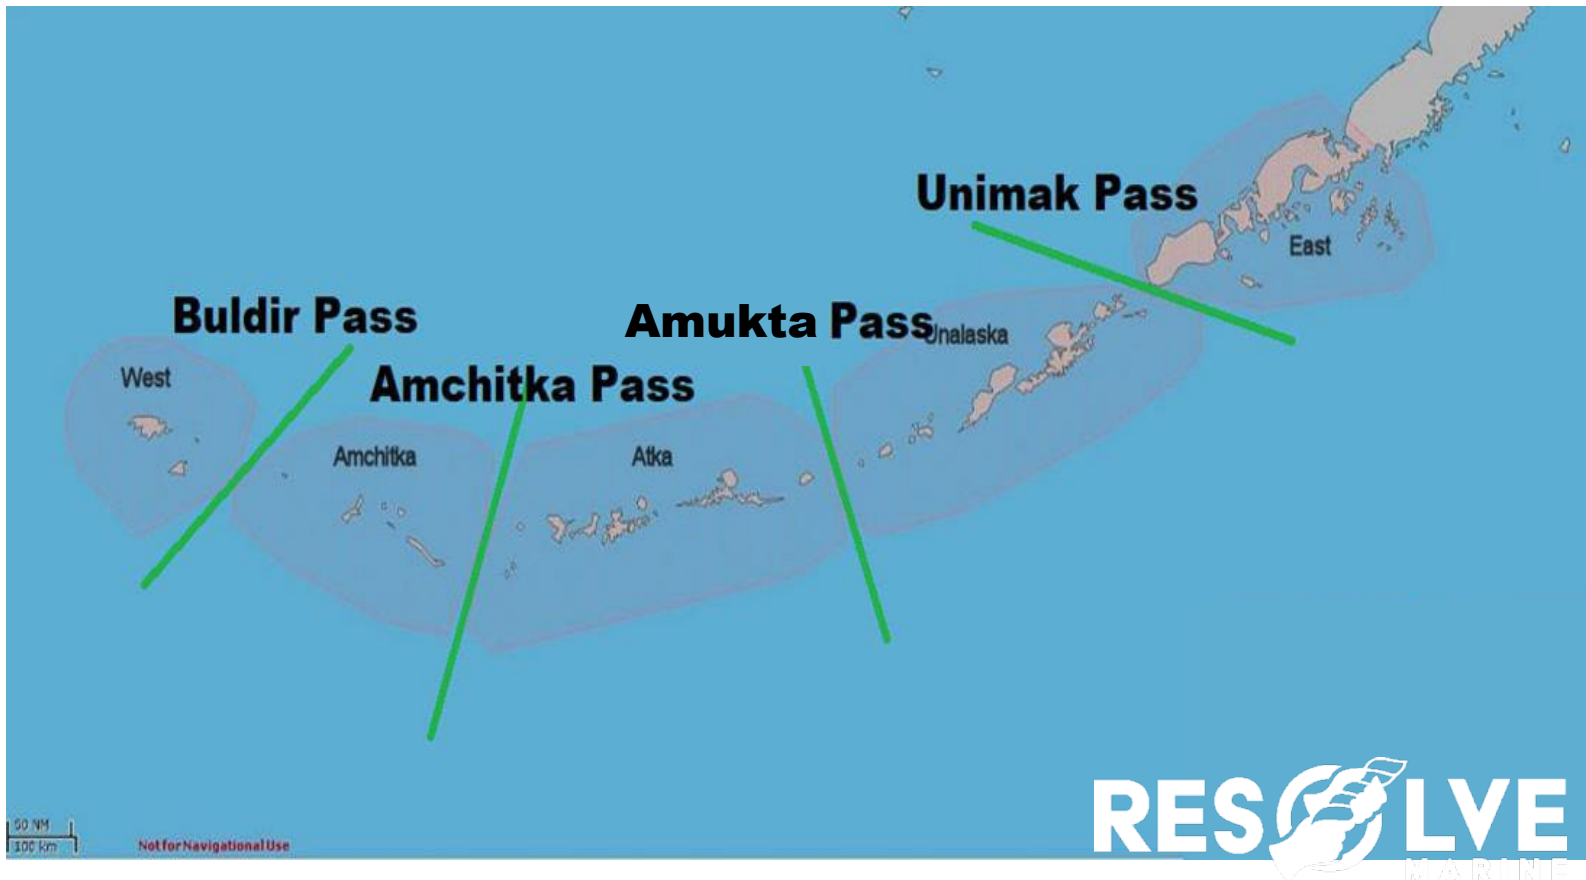 Unimak Pass
East
Buldir Pass
Amukta Pass
Unalaska
West
Amchitka Pass
Amchitka
Atka
50 NM
100 km
Not for Navigational Use
RESOLVE
MARINE